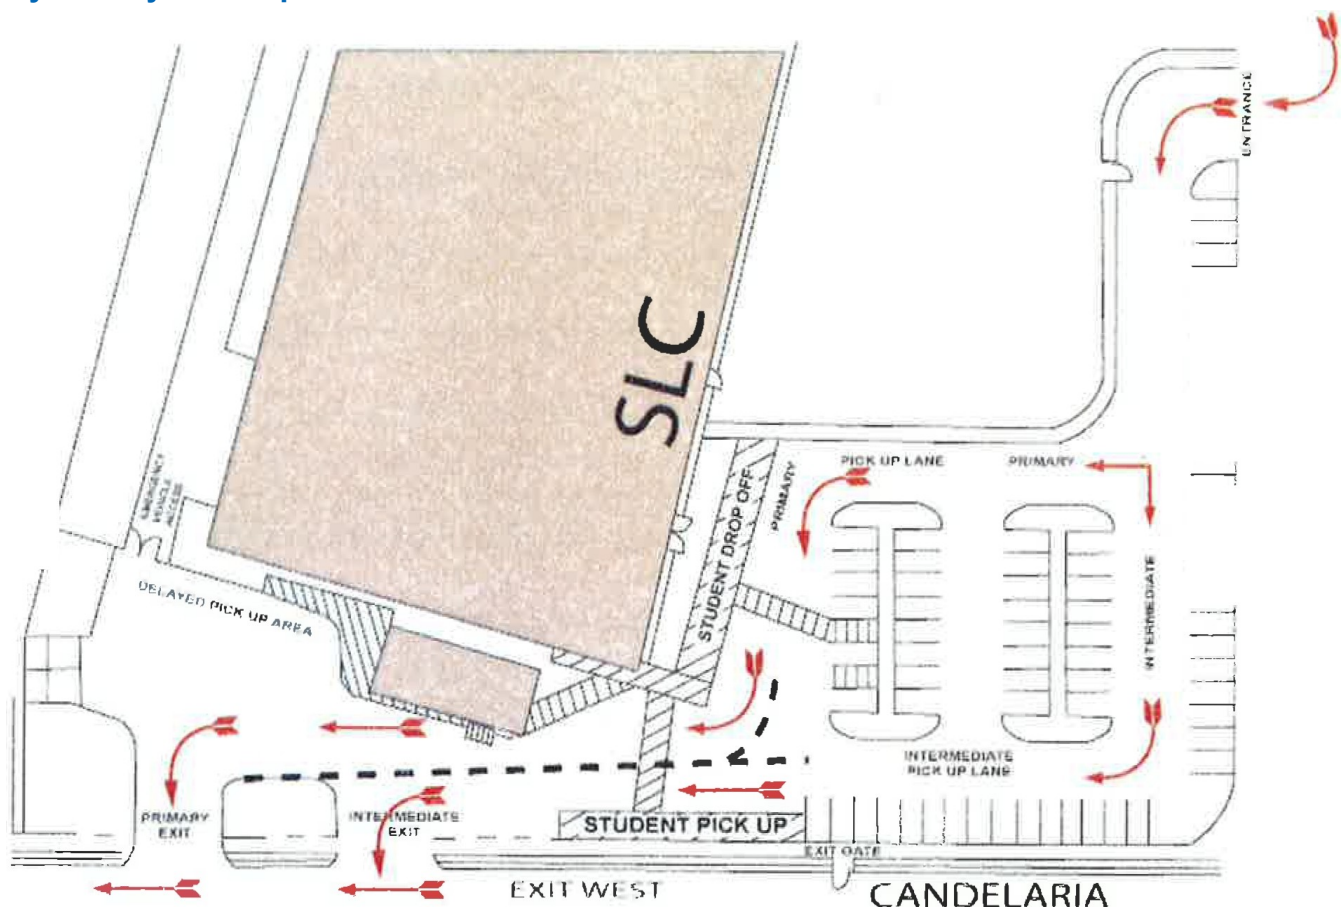 ENTRANCE
SLC
PICK UP LANE
PRIMARY
PRIMARY
STUDENT DROP OFF
EMERGENCY
VEHICLE
ACCESS
INTERMEDIATE
DELAYED PICK UP AREA
INTERMEDIATE
PICK UP LANE
PRIMARY
EXIT
INTERMEDIATE
EXIT
STUDENT PICK UP
EXIT GATE
EXIT WEST
CANDELARIA